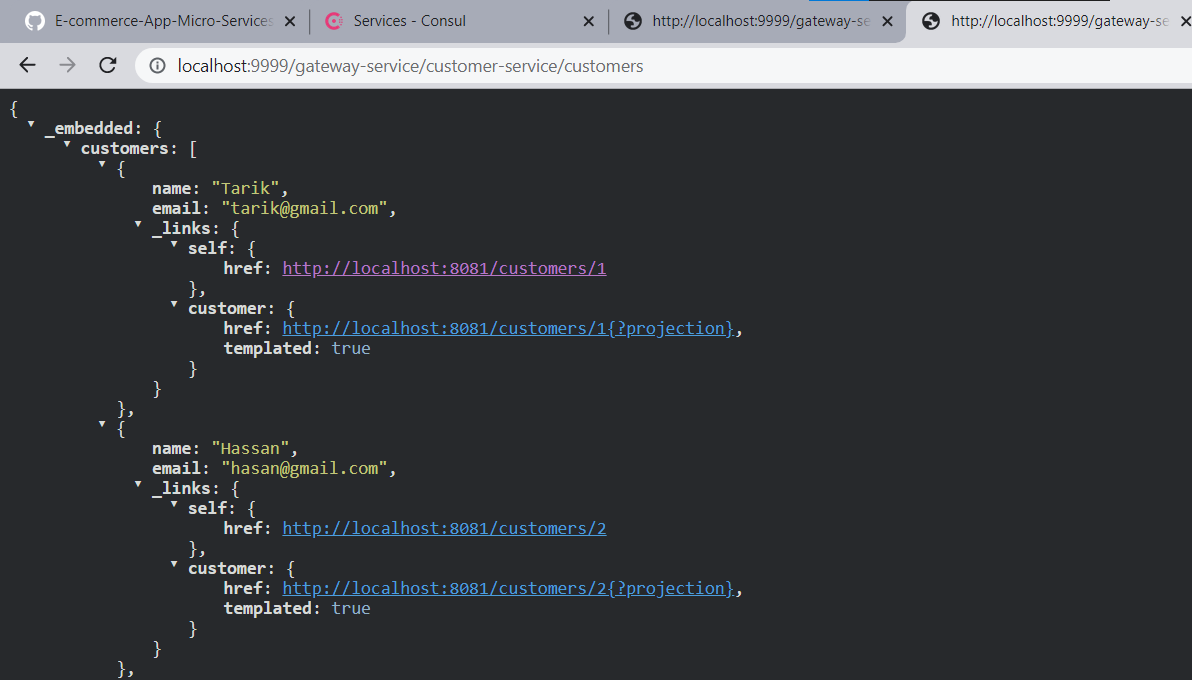 E-commerce-App-Micro-Services
Services - Consul
http://localhost:9999/gateway-se
http://localhost:9999/gateway-se
localhost:9999/gateway-service/customer-service/customers
{
_embedded: {
customers: [
{
name: "Tarik",
email: "tarik@gmail.com",
_links: {
self: {
href: http://localhost:8081/customers/1
},
customer: {
href: http://localhost:8081/customers/1{?projection},
templated: true
}
}
},
{
name: "Hassan",
email: "hasan@gmail.com",
_links: {
self: {
href: http://localhost:8081/customers/2
},
customer: {
href: http://localhost:8081/customers/2{?projection},
templated: true
}
}
},